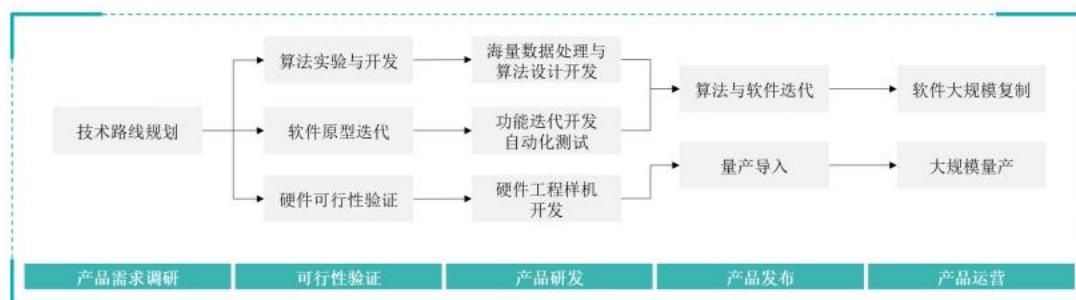 算法实验与开发
海量数据处理与
算法设计开发
算法与软件迭代
软件大规模复制
技术路线规划
软件原型迭代
功能迭代开发
自动化测试
量产导入
大规模量产
硬件可行性验证
硬件工程样机
开发
产品需求调研
可行性验证
产品研发
产品发布
产品运营